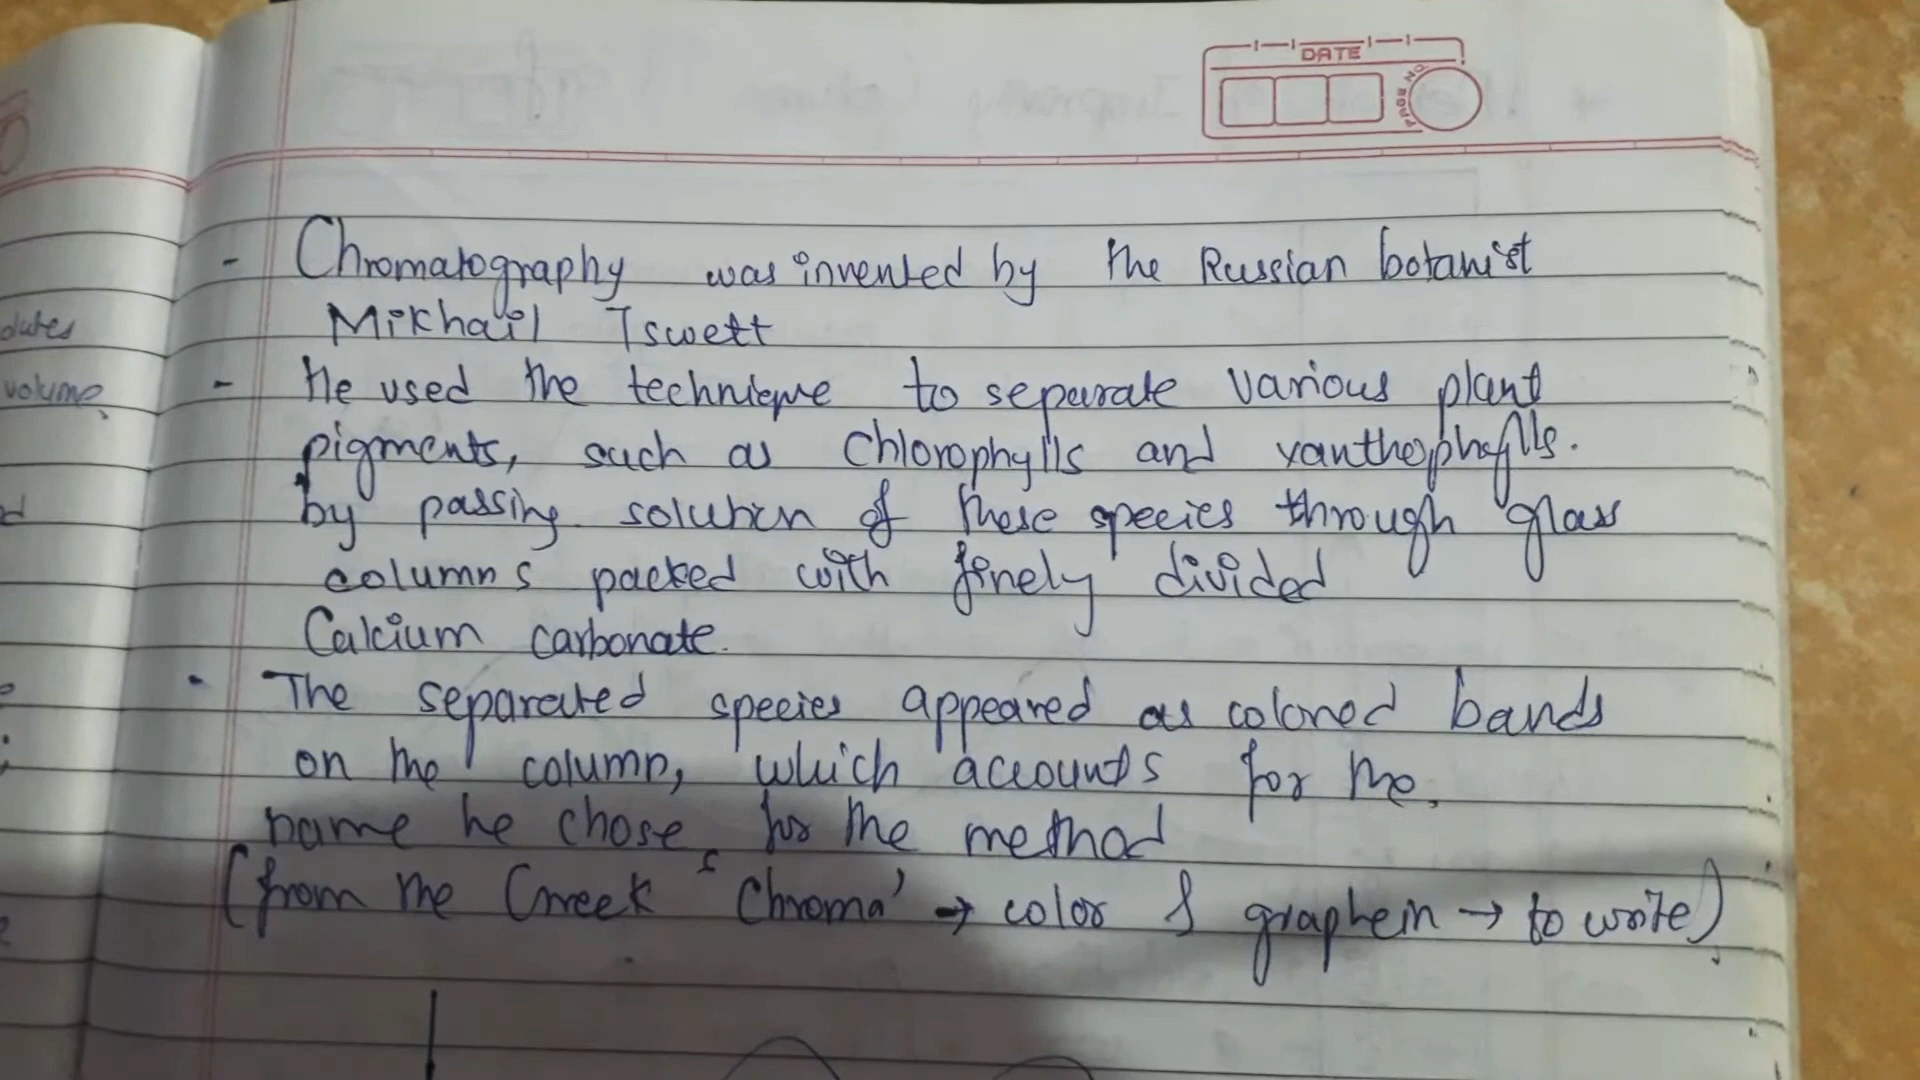 DATE
PAGE NO.
- Chromatography was invented by the Russian botanist
Mikhail Tswett
- He used the technique to separate various plant
pigments, such as Chlorophylls and xanthophylls.
by passing solution of these species through glass
columns packed with finely divided
Calcium carbonate.
- The separated species appeared as colored bands
on the column, which accounts for the
name he chose for the method
(from the Greek 'Chroma' → color & graphein → to write)
dutes
volume,